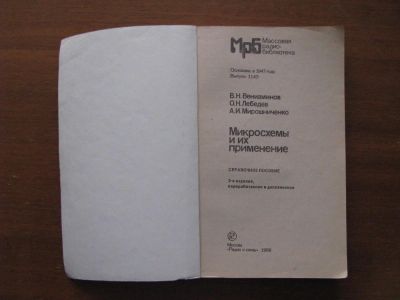 МрБ Массовая
радио-
библиотека
Основана в 1947 году
Выпуск 1143
В.Н.Вениаминов
О.Н.Лебедев
А.И.Мирошниченко
Микросхемы
и их
применение
СПРАВОЧНОЕ ПОСОБИЕ
3-е издание,
переработанное и дополненное
Москва
«Радио и связь» 1989